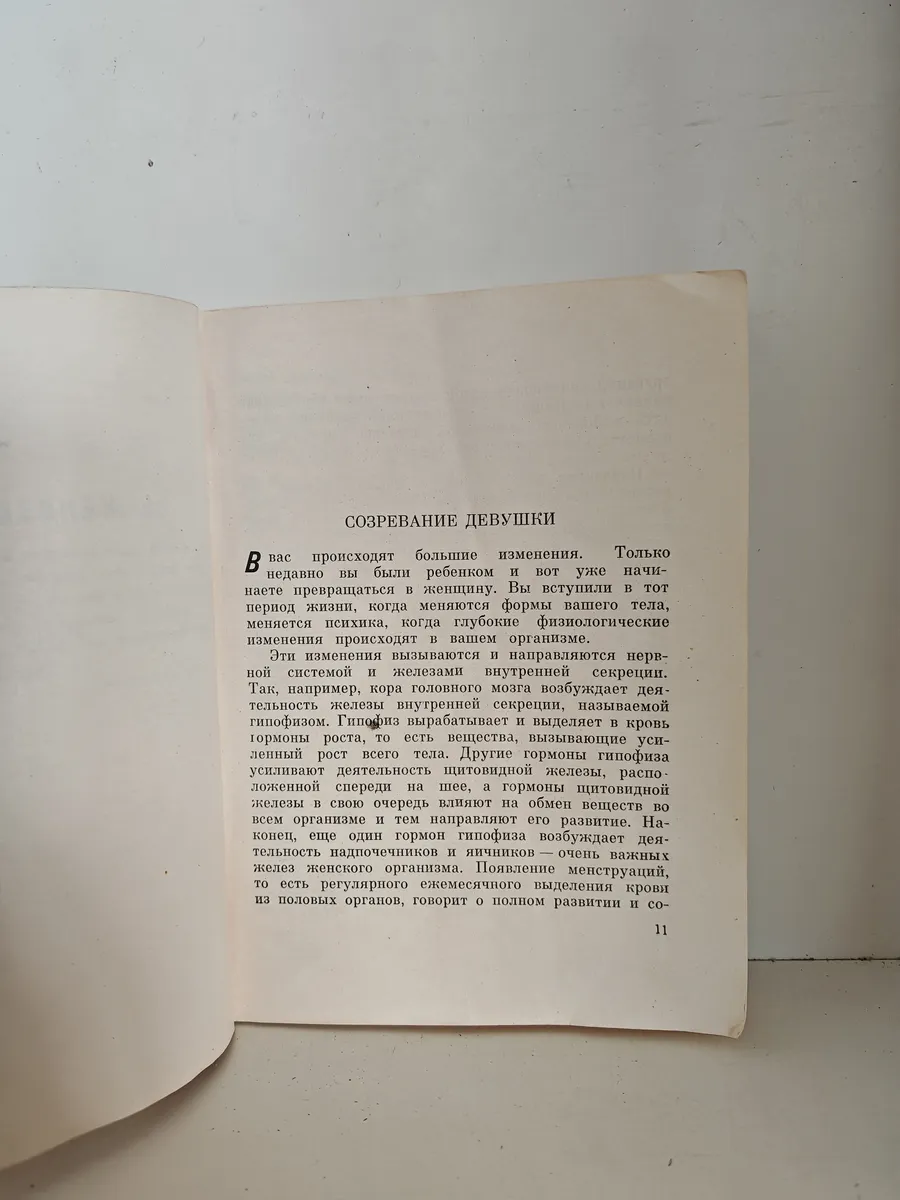 СОЗРЕВАНИЕ ДЕВУШКИ
В вас происходят большие изменения. Только
недавно вы были ребенком и вот уже начи-
наете превращаться в женщину. Вы вступили в тот
период жизни, когда меняются формы вашего тела,
меняется психика, когда глубокие физиологические
изменения происходят в вашем организме.
Эти изменения вызываются и направляются нерв-
ной системой и железами внутренней секреции.
Так, например, кора головного мозга возбуждает дея-
тельность железы внутренней секреции, называемой
гипофизом. Гипофиз вырабатывает и выделяет в кровь
гормоны роста, то есть вещества, вызывающие уси-
ленный рост всего тела. Другие гормоны гипофиза
усиливают деятельность щитовидной железы, распо-
ложенной спереди на шее, а гормоны щитовидной
железы в свою очередь влияют на обмен веществ во
всем организме и тем направляют его развитие. На-
конец, еще один гормон гипофиза возбуждает дея-
тельность надпочечников и яичников — очень важных
желез женского организма. Появление менструаций,
то есть регулярного ежемесячного выделения крови
из половых органов, говорит о полном развитии и со-
11